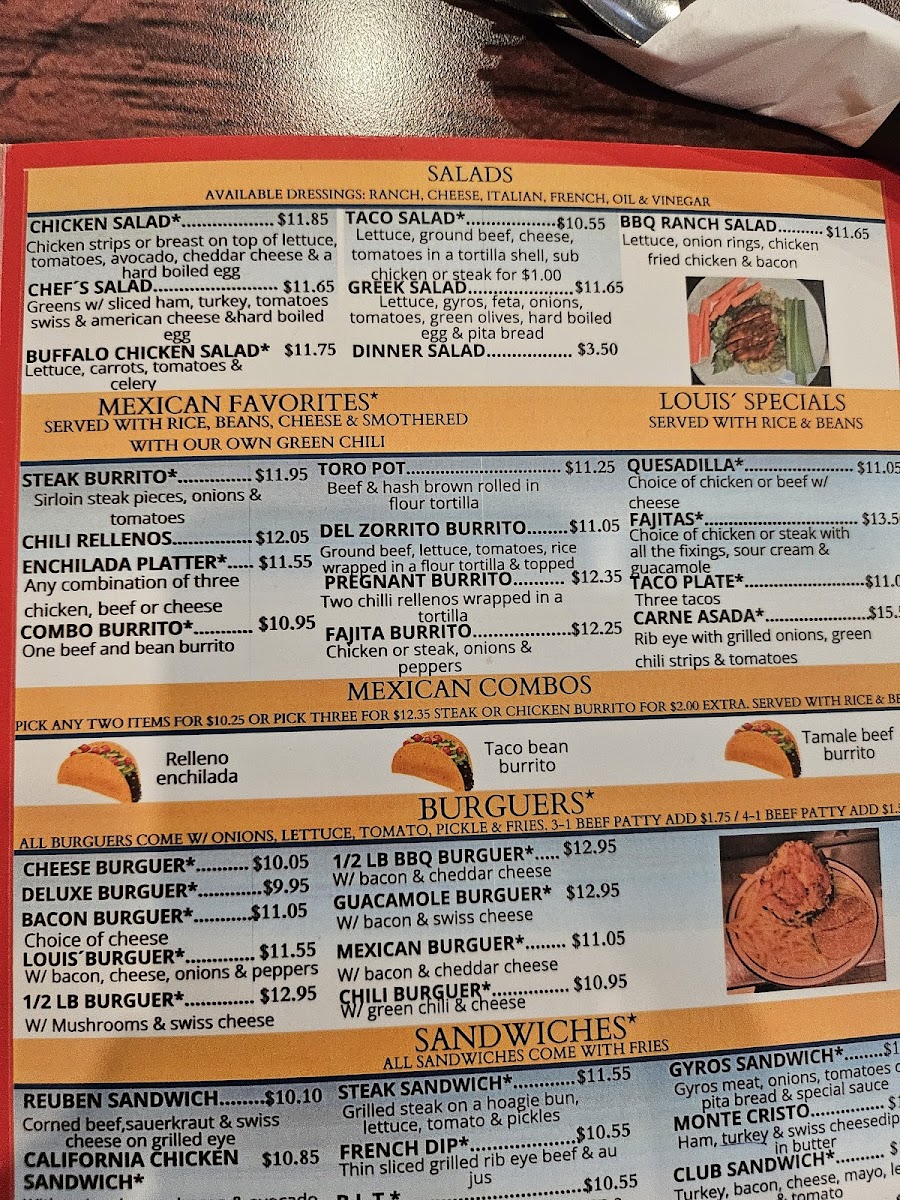 SALADS
AVAILABLE DRESSINGS: RANCH, CHEESE, ITALIAN, FRENCH, OIL & VINEGAR
CHICKEN SALAD*.................... $11.85
Chicken strips or breast on top of lettuce,
tomatoes, avocado, cheddar cheese & a
hard boiled egg
CHEF´S SALAD........................... $11.65
Greens w/ sliced ham, turkey, tomatoes
swiss & american cheese &hard boiled
egg
BUFFALO CHICKEN SALAD* $11.75
Lettuce, carrots, tomatoes &
celery
TACO SALAD*....................$10.55
Lettuce, ground beef, cheese,
tomatoes in a tortilla shell, sub
chicken or steak for $1.00
GREEK SALAD.......................$11.65
Lettuce, gyros, feta, onions,
tomatoes, green olives, hard boiled
egg & pita bread
DINNER SALAD.................. $3.50
BBQ RANCH SALAD.......... $11.65
Lettuce, onion rings, chicken
fried chicken & bacon
MEXICAN FAVORITES*
SERVED WITH RICE, BEANS, CHEESE & SMOTHERED
WITH OUR OWN GREEN CHILI
STEAK BURRITO*................ $11.95
Sirloin steak pieces, onions &
tomatoes
CHILI RELLENOS................. $12.05
ENCHILADA PLATTER*..... $11.55
Any combination of three
chicken, beef or cheese
COMBO BURRITO*............ $10.95
One beef and bean burrito
TORO POT.................................. $11.25
Beef & hash brown rolled in
flour tortilla
DEL ZORRITO BURRITO........$11.05
Ground beef, lettuce, tomatoes, rice
wrapped in a flour tortilla & topped
PREGNANT BURRITO........... $12.35
Two chilli rellenos wrapped in a
tortilla
FAJITA BURRITO.....................$12.25
Chicken or steak, onions &
peppers
LOUIS´ SPECIALS
SERVED WITH RICE & BEANS
QUESADILLA*........................ $11.05
Choice of chicken or beef w/
cheese
FAJITAS*.................................. $13.5
Choice of chicken or steak with
all the fixings, sour cream &
guacamole
TACO PLATE*..........................$11.0
Three tacos
CARNE ASADA*......................$15.
Rib eye with grilled onions, green
chili strips & tomatoes
MEXICAN COMBOS
PICK ANY TWO ITEMS FOR $10.25 OR PICK THREE FOR $12.35 STEAK OR CHICKEN BURRITO FOR $2.00 EXTRA. SERVED WITH RICE & BE
Relleno
enchilada
Taco bean
burrito
Tamale beef
burrito
BURGUERS*
ALL BURGUERS COME W/ ONIONS, LETTUCE, TOMATO, PICKLE & FRIES. 3-1 BEEF PATTY ADD $1.75 / 4-1 BEEF PATTY ADD $1.
CHEESE BURGUER*.......... $10.05
DELUXE BURGUER*............$9.95
BACON BURGUER*...........$11.05
Choice of cheese
LOUIS´BURGUER*............. $11.55
W/ bacon, cheese, onions & peppers
1/2 LB BURGUER*............. $12.95
W/ Mushrooms & swiss cheese
1/2 LB BBQ BURGUER*..... $12.95
W/ bacon & cheddar cheese
GUACAMOLE BURGUER* $12.95
W/ bacon & swiss cheese
MEXICAN BURGUER*........ $11.05
W/ bacon & cheddar cheese
CHILI BURGUER*............... $10.95
W/ green chili & cheese
SANDWICHES*
ALL SANDWICHES COME WITH FRIES
REUBEN SANDWICH........$10.10
Corned beef,sauerkraut & swiss
cheese on grilled eye
CALIFORNIA CHICKEN $10.85
SANDWICH*
STEAK SANDWICH*............$11.55
Grilled steak on a hoagie bun,
lettuce, tomato & pickles
FRENCH DIP*....................$10.55
Thin sliced grilled rib eye beef & au
jus
B.L.T.* $10.55
GYROS SANDWICH*........$1
Gyros meat, onions, tomatoes
pita bread & special sauce
MONTE CRISTO.............. $1
Ham, turkey & swiss cheesedip
in butter
CLUB SANDWICH*......... $
Turkey, bacon, cheese, mayo, le
& tomato